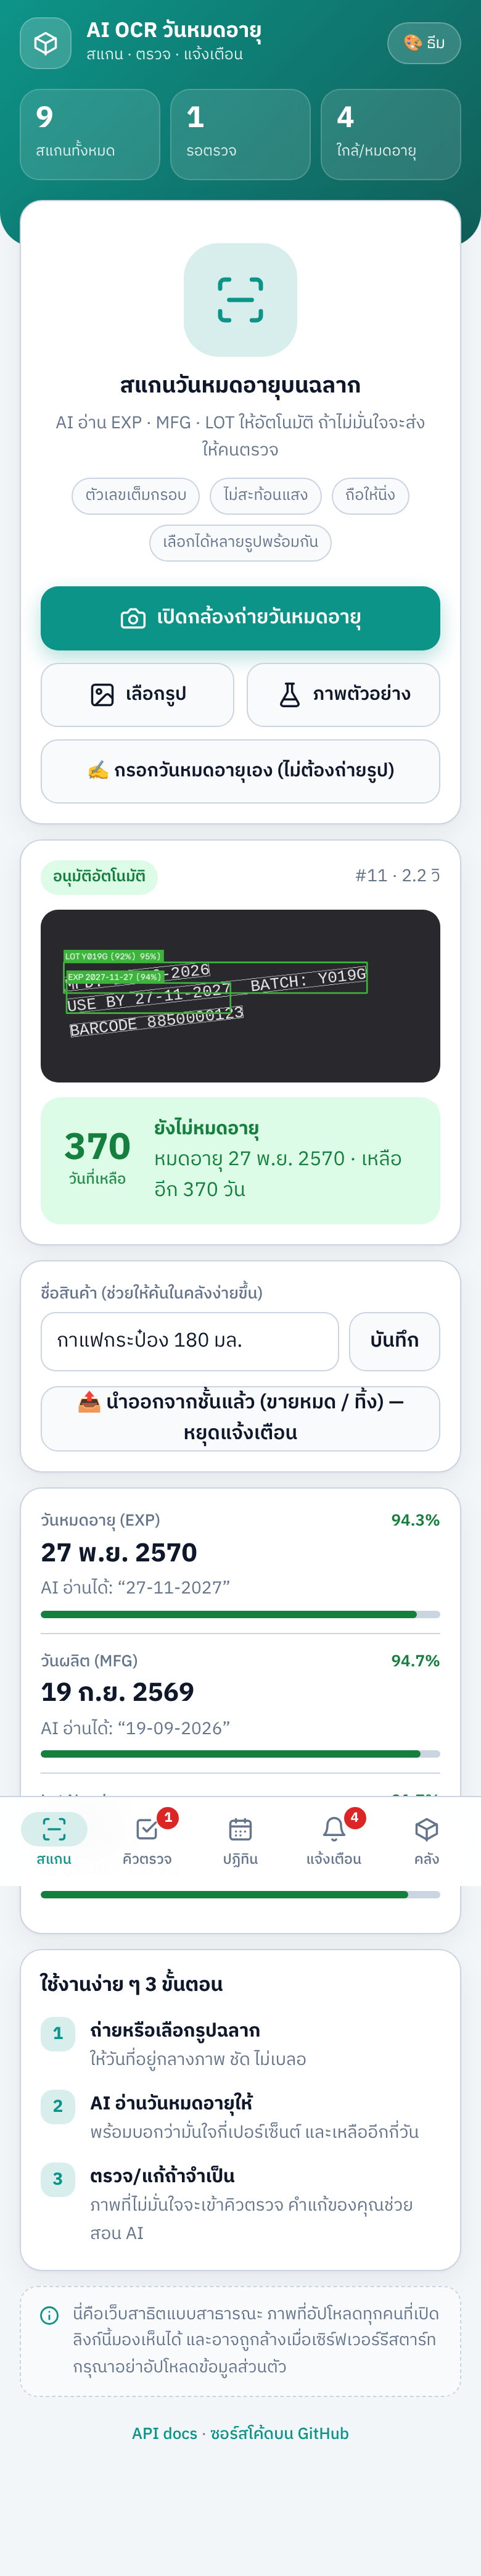 AI OCR วันหมดอายุ
สแกน · ตรวจ · แจ้งเตือน
🎨 ธีม
9
สแกนทั้งหมด
1
รอตรวจ
4
ใกล้/หมดอายุ
สแกนวันหมดอายุบนฉลาก
AI อ่าน EXP · MFG · LOT ให้อัตโนมัติ ถ้าไม่มั่นใจจะส่ง
ให้คนตรวจ
ตัวเลขเต็มกรอบ
ไม่สะท้อนแสง
ถือให้นิ่ง
เลือกได้หลายรูปพร้อมกัน
เปิดกล้องถ่ายวันหมดอายุ
เลือกรูป
ภาพตัวอย่าง
✍️ กรอกวันหมดอายุเอง (ไม่ต้องถ่ายรูป)
อนุมัติอัตโนมัติ
#11 · 2.2 วิ
LOT Y019G (92%) 95%)
-2026
EXP 2027-11-27 (94%)
USE BY 27-11-2027 BATCH: Y019G
BARCODE 8850000123
370
วันที่เหลือ
ยังไม่หมดอายุ
หมดอายุ 27 พ.ย. 2570 · เหลือ
อีก 370 วัน
ชื่อสินค้า (ช่วยให้ค้นในคลังง่ายขึ้น)
กาแฟกระป๋อง 180 มล.
บันทึก
📤 นำออกจากชั้นแล้ว (ขายหมด / ทิ้ง) —
หยุดแจ้งเตือน
วันหมดอายุ (EXP)
94.3%
27 พ.ย. 2570
AI อ่านได้: “27-11-2027”
วันผลิต (MFG)
94.7%
19 ก.ย. 2569
AI อ่านได้: “19-09-2026”
สแกน
1
คิวตรวจ
ปฏิทิน
4
แจ้งเตือน
คลัง
ใช้งานง่าย ๆ 3 ขั้นตอน
1
ถ่ายหรือเลือกรูปฉลาก
ให้วันที่อยู่กลางภาพ ชัด ไม่เบลอ
2
AI อ่านวันหมดอายุให้
พร้อมบอกว่ามั่นใจกี่เปอร์เซ็นต์ และเหลืออีกกี่วัน
3
ตรวจ/แก้ถ้าจำเป็น
ภาพที่ไม่มั่นใจจะเข้าคิวตรวจ คำแก้ของคุณช่วย
สอน AI
นี่คือเว็บสาธิตแบบสาธารณะ ภาพที่อัปโหลดทุกคนที่เปิด
ลิงก์นี้มองเห็นได้ และอาจถูกล้างเมื่อเซิร์ฟเวอร์รีสตาร์ท
กรุณาอย่าอัปโหลดข้อมูลส่วนตัว
API docs · ซอร์สโค้ดบน GitHub